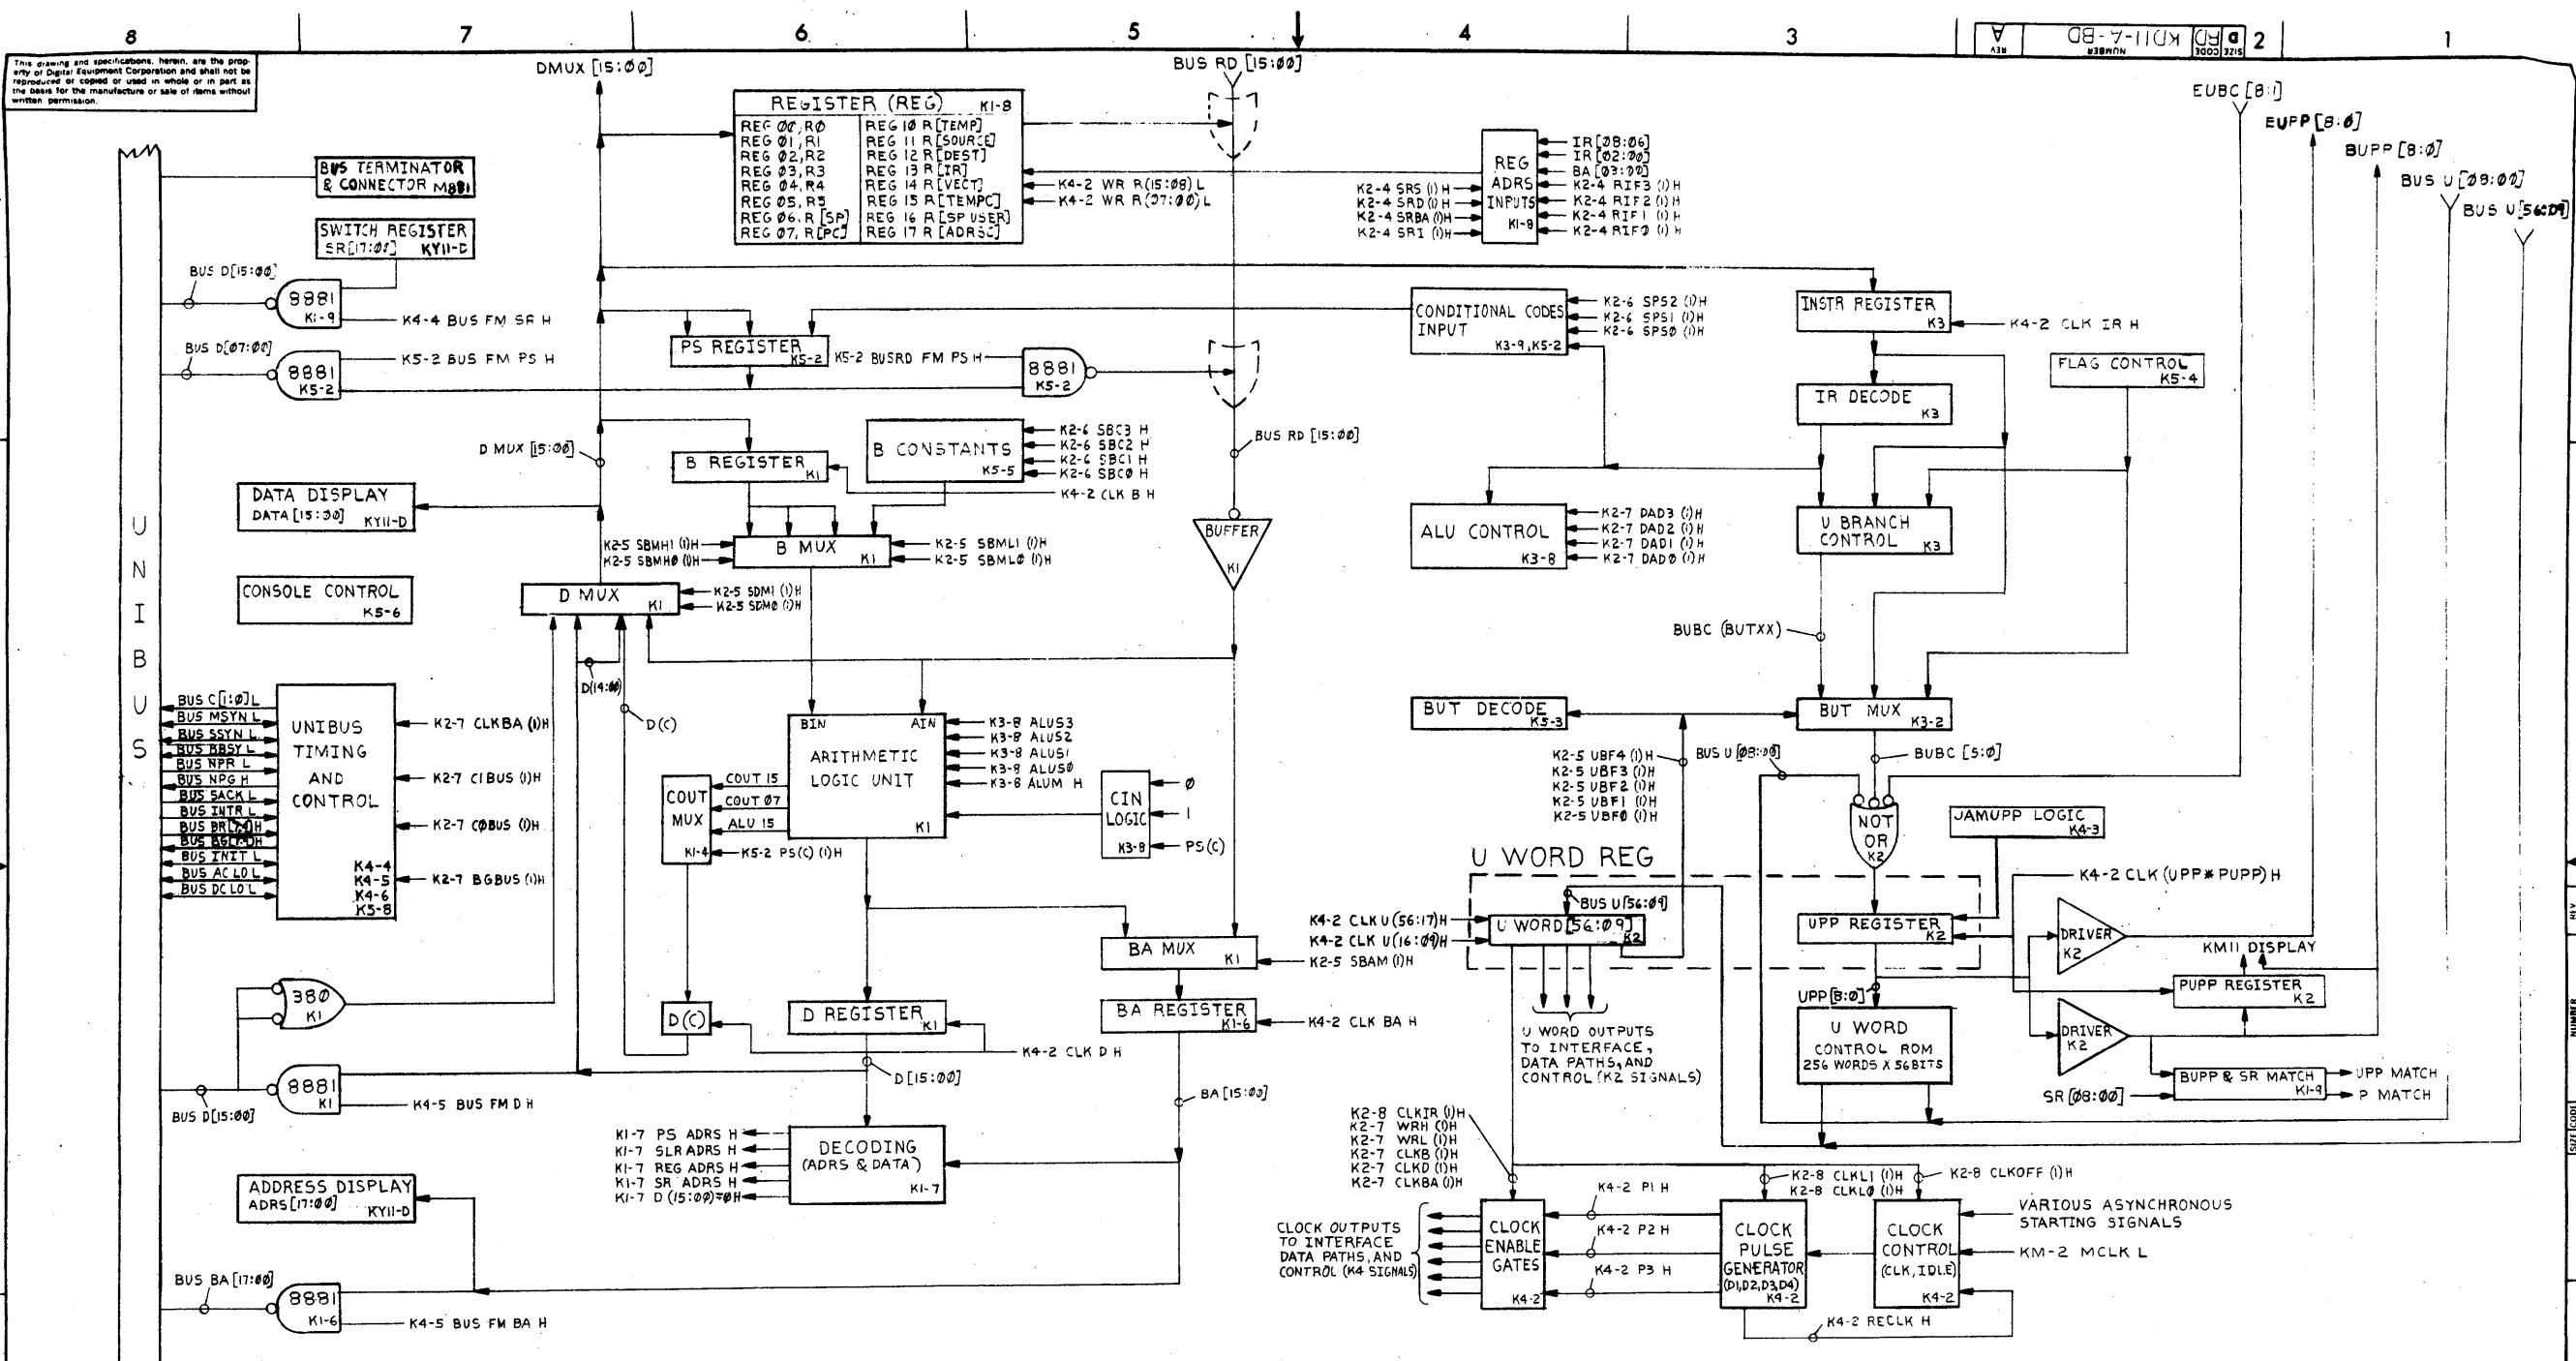 8
7
6
5
4
3
2
1
SIZE D CODE RD NUMBER KD11-A-BD REV A
This drawing and specifications, herein, are the prop-
erty of Digital Equipment Corporation and shall not be
reproduced or copied or used in whole or in part as
the basis for the manufacture or sale of items without
written permission.
DMUX [15:00]
BUS RD [15:00]
EUBC [8:1]
EUPP [8:0]
BUPP [8:0]
BUS U [08:00]
BUS U [56:09]
UNIBUS
BUS TERMINATOR
& CONNECTOR M981
SWITCH REGISTER
SR[17:00] KY11-D
BUS D[15:00]
8881
K1-9
K4-4 BUS FM SR H
BUS D[07:00]
8881
K5-2
K5-2 BUS FM PS H
REGISTER (REG) K1-8
REG 00, R0
REG 01, R1
REG 02, R2
REG 03, R3
REG 04, R4
REG 05, R5
REG 06, R [SP]
REG 07, R [PC]
REG 10 R [TEMP]
REG 11 R [SOURCE]
REG 12 R [DEST]
REG 13 R [IR]
REG 14 R [VECT]
REG 15 R [TEMPC]
REG 16 R [SP USER]
REG 17 R [ADRSC]
K4-2 WR R(15:08) L
K4-2 WR R(07:00) L
REG
ADRS
INPUTS
K1-8
IR [08:06]
IR [02:00]
BA [03:00]
K2-4 RIF3 (1) H
K2-4 RIF2 (1) H
K2-4 RIF1 (1) H
K2-4 RIF0 (1) H
K2-4 SRS (1) H
K2-4 SRD (1) H
K2-4 SRBA (1) H
K2-4 SRI (1) H
PS REGISTER
K5-2
K5-2 BUSRD FM PS H
8881
K5-2
CONDITIONAL CODES
INPUT
K3-9, K5-2
K2-6 SPS2 (1) H
K2-6 SPS1 (1) H
K2-6 SPS0 (1) H
INSTR REGISTER
K3
K4-2 CLK IR H
IR DECODE
K3
FLAG CONTROL
K5-4
D MUX [15:00]
B REGISTER
K1
B CONSTANTS
K5-5
K2-6 SBC3 H
K2-6 SBC2 H
K2-6 SBC1 H
K2-6 SBC0 H
K4-2 CLK B H
BUS RD [15:00]
BUFFER
K1
DATA DISPLAY
DATA [15:00] KY11-D
K2-5 SBMH1 (1) H
K2-5 SBMH0 (1) H
B MUX
K1
K2-5 SBML1 (1) H
K2-5 SBML0 (1) H
ALU CONTROL
K3-8
K2-7 DAD3 (1) H
K2-7 DAD2 (1) H
K2-7 DAD1 (1) H
K2-7 DAD0 (1) H
U BRANCH
CONTROL
K3
CONSOLE CONTROL
K5-6
D MUX
K1
K2-5 SDM1 (1) H
K2-5 SDM0 (1) H
BUBC (BUTXX)
D(14:00)
D(C)
UNIBUS
TIMING
AND
CONTROL
K4-4
K4-5
K4-6
K5-8
BUS C[1:0] L
BUS MSYN L
BUS SSYN L
BUS BBSY L
BUS NPR L
BUS NPG H
BUS SACK L
BUS INTR L
BUS INIT L
BUS AC LO L
BUS DC LO L
K2-7 CLKBA (1) H
K2-7 C1BUS (1) H
K2-7 C0BUS (1) H
K2-7 BGBUS (1) H
BIN AIN
ARITHMETIC
LOGIC UNIT
K1
K3-8 ALUS3
K3-8 ALUS2
K3-8 ALUS1
K3-8 ALUS0
K3-8 ALUM H
COUT
MUX
K1-4
COUT 15
COUT 07
ALU 15
K5-2 PS(C) (1) H
CIN
LOGIC
K3-8
0
1
PS(C)
BUT DECODE
K5-3
BUT MUX
K3-2
K2-5 UBF4 (1) H
K2-5 UBF3 (1) H
K2-5 UBF2 (1) H
K2-5 UBF1 (1) H
K2-5 UBF0 (1) H
BUS U [08:00]
BUBC [5:0]
NOT
OR
K2
JAMUPP LOGIC
K4-3
U WORD REG
K4-2 CLK (UPP*PUPP) H
BUS U[56:09]
K4-2 CLK U(56:17) H
K4-2 CLK U(16:09) H
U WORD [56:09]
K2
UPP REGISTER
K2
DRIVER
K2
KM11 DISPLAY
PUPP REGISTER
K2
UPP [8:0]
DRIVER
K2
BA MUX
K1
K2-5 SBAM (1) H
380
K1
D(C)
D REGISTER
K1
BA REGISTER
K1-6
K4-2 CLK BA H
K4-2 CLK D H
U WORD OUTPUTS
TO INTERFACE,
DATA PATHS, AND
CONTROL (K2 SIGNALS)
U WORD
CONTROL ROM
256 WORDS X 56BITS
BUPP & SR MATCH
K1-9
UPP MATCH
P MATCH
SR [08:00]
8881
K1
BUS D[15:00]
K4-5 BUS FM D H
D [15:00]
BA [15:00]
K1-7 PS ADRS H
K1-7 SLR ADRS H
K1-7 REG ADRS H
K1-7 SR ADRS H
K1-7 D (15:00)=0H
DECODING
(ADRS & DATA)
K1-7
K2-8 CLKIR (1) H
K2-7 WRH (1) H
K2-7 WRL (1) H
K2-7 CLKB (1) H
K2-7 CLKD (1) H
K2-7 CLKBA (1) H
K2-8 CLKL1 (1) H
K2-8 CLKL0 (1) H
K2-8 CLKOFF (1) H
ADDRESS DISPLAY
ADRS [17:00]
KY11-D
CLOCK OUTPUTS
TO INTERFACE
DATA PATHS, AND
CONTROL (K4 SIGNALS)
CLOCK
ENABLE
GATES
K4-2
K4-2 P1 H
K4-2 P2 H
K4-2 P3 H
CLOCK
PULSE
GENERATOR
(D1,D2,D3,D4)
K4-2
CLOCK
CONTROL
(CLK, IDLE)
K4-2
VARIOUS ASYNCHRONOUS
STARTING SIGNALS
KM-2 MCLK L
K4-2 RECLK H
BUS BA [17:00]
8881
K1-6
K4-5 BUS FM BA H
REV
NUMBER
SIZE CODE